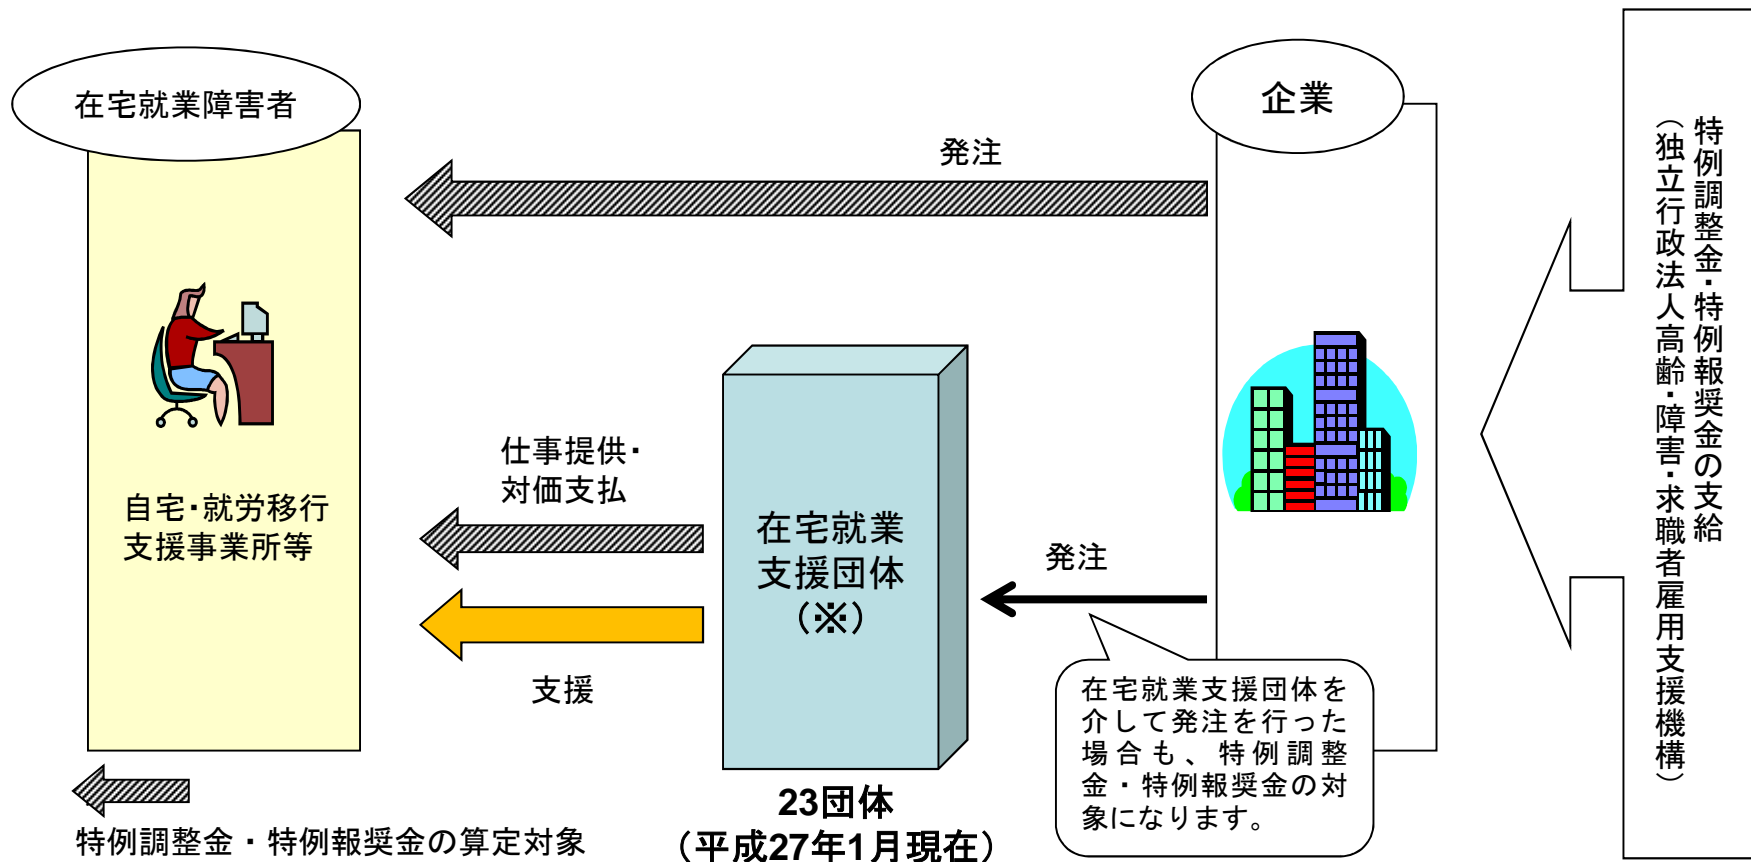 在宅就業障害者
企業
発注
特例調整金・特例報奨金の支給
（独立行政法人高齢・障害・求職者雇用支援機構）
仕事提供・
対価支払
自宅・就労移行
支援事業所等
在宅就業
支援団体
（※）
発注
支援
在宅就業支援団体を
介して発注を行った
場合も、特例調整
金・特例報奨金の対
象になります。
23団体
（平成27年1月現在）
特例調整金・特例報奨金の算定対象